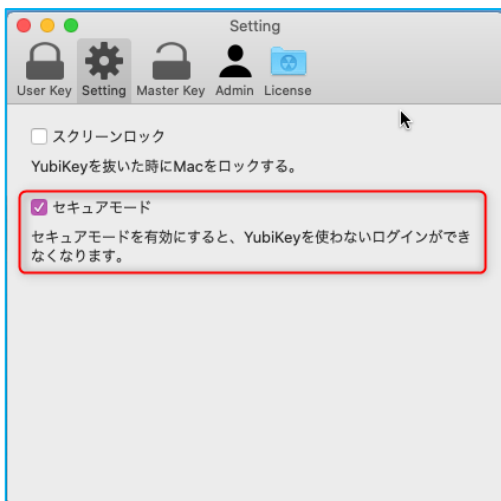 Setting
User Key Setting Master Key Admin License
スクリーンロック
YubiKeyを抜いた時にMacをロックする。
セキュアモード
セキュアモードを有効にすると、YubiKeyを使わないログインができ
なくなります。